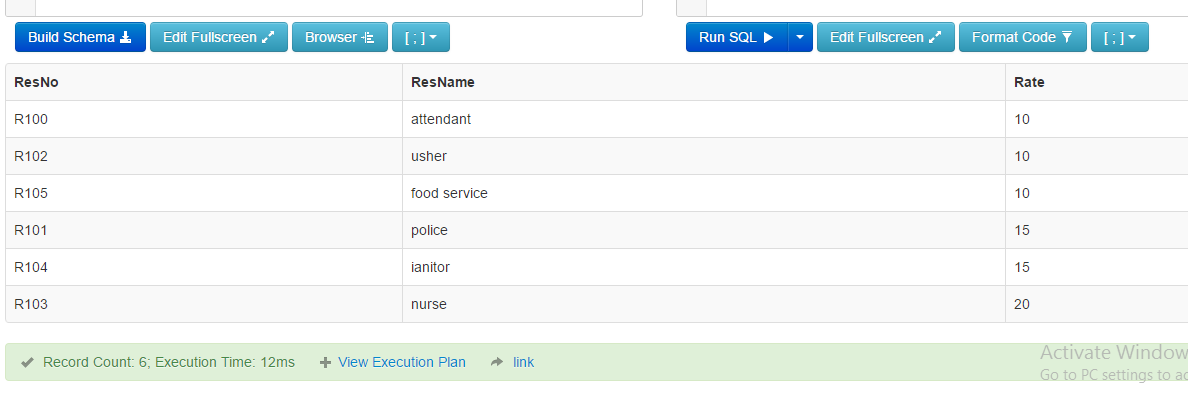 Build Schema Edit Fullscreen Browser [ ; ] Run SQL Edit Fullscreen Format Code [ ; ]
ResNo ResName Rate
R100 attendant 10
R102 usher 10
R105 food service 10
R101 police 15
R104 ianitor 15
R103 nurse 20
Record Count: 6; Execution Time: 12ms View Execution Plan link
Activate Window
Go to PC settings to ac